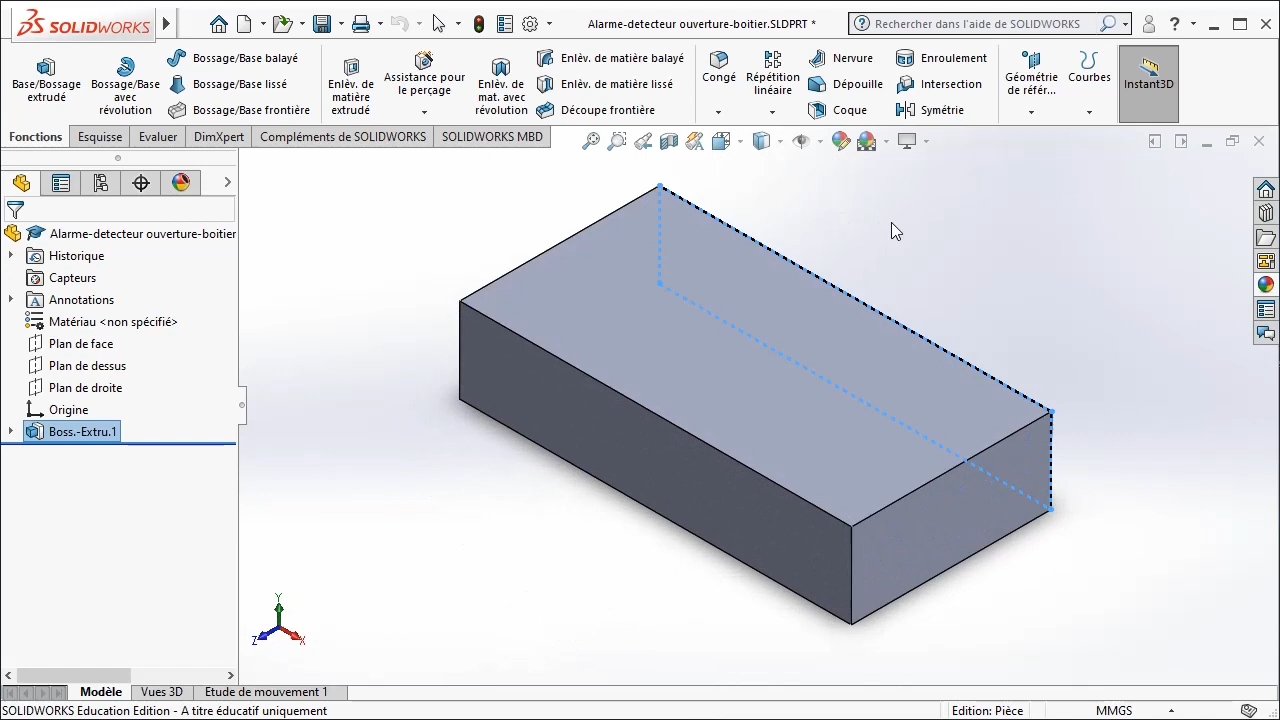 SOLIDWORKS
Alarme-detecteur ouverture-boitier.SLDPRT *
Rechercher dans l'aide de SOLIDWORKS
Base/Bossage
extrudé
Bossage/Base
avec
révolution
Bossage/Base balayé
Bossage/Base lissé
Bossage/Base frontière
Enlèv. de
matière
extrudé
Assistance pour
le perçage
Enlèv. de
mat. avec
révolution
Enlèv. de matière balayé
Enlèv. de matière lissé
Découpe frontière
Congé
Répétition
linéaire
Nervure
Dépouille
Coque
Enroulement
Intersection
Symétrie
Géométrie
de référ...
Courbes
Instant3D
Fonctions
Esquisse
Evaluer
DimXpert
Compléments de SOLIDWORKS
SOLIDWORKS MBD
Alarme-detecteur ouverture-boitier
Historique
Capteurs
Annotations
Matériau <non spécifié>
Plan de face
Plan de dessus
Plan de droite
Origine
Boss.-Extru.1
Y
Z
X
Modèle
Vues 3D
Etude de mouvement 1
SOLIDWORKS Education Edition - A titre éducatif uniquement
Edition: Pièce
MMGS